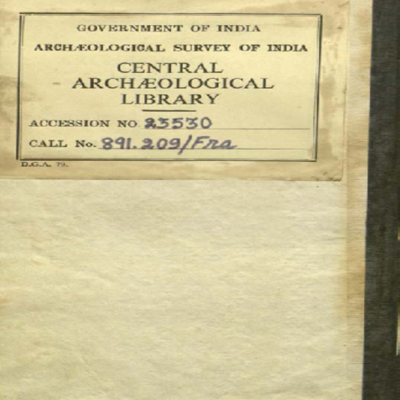 GOVERNMENT OF INDIA
ARCHÆOLOGICAL SURVEY OF INDIA
CENTRAL
ARCHÆOLOGICAL
LIBRARY
ACCESSION NO 23530
CALL No. 891.209/Fra
D.G.A. 79.